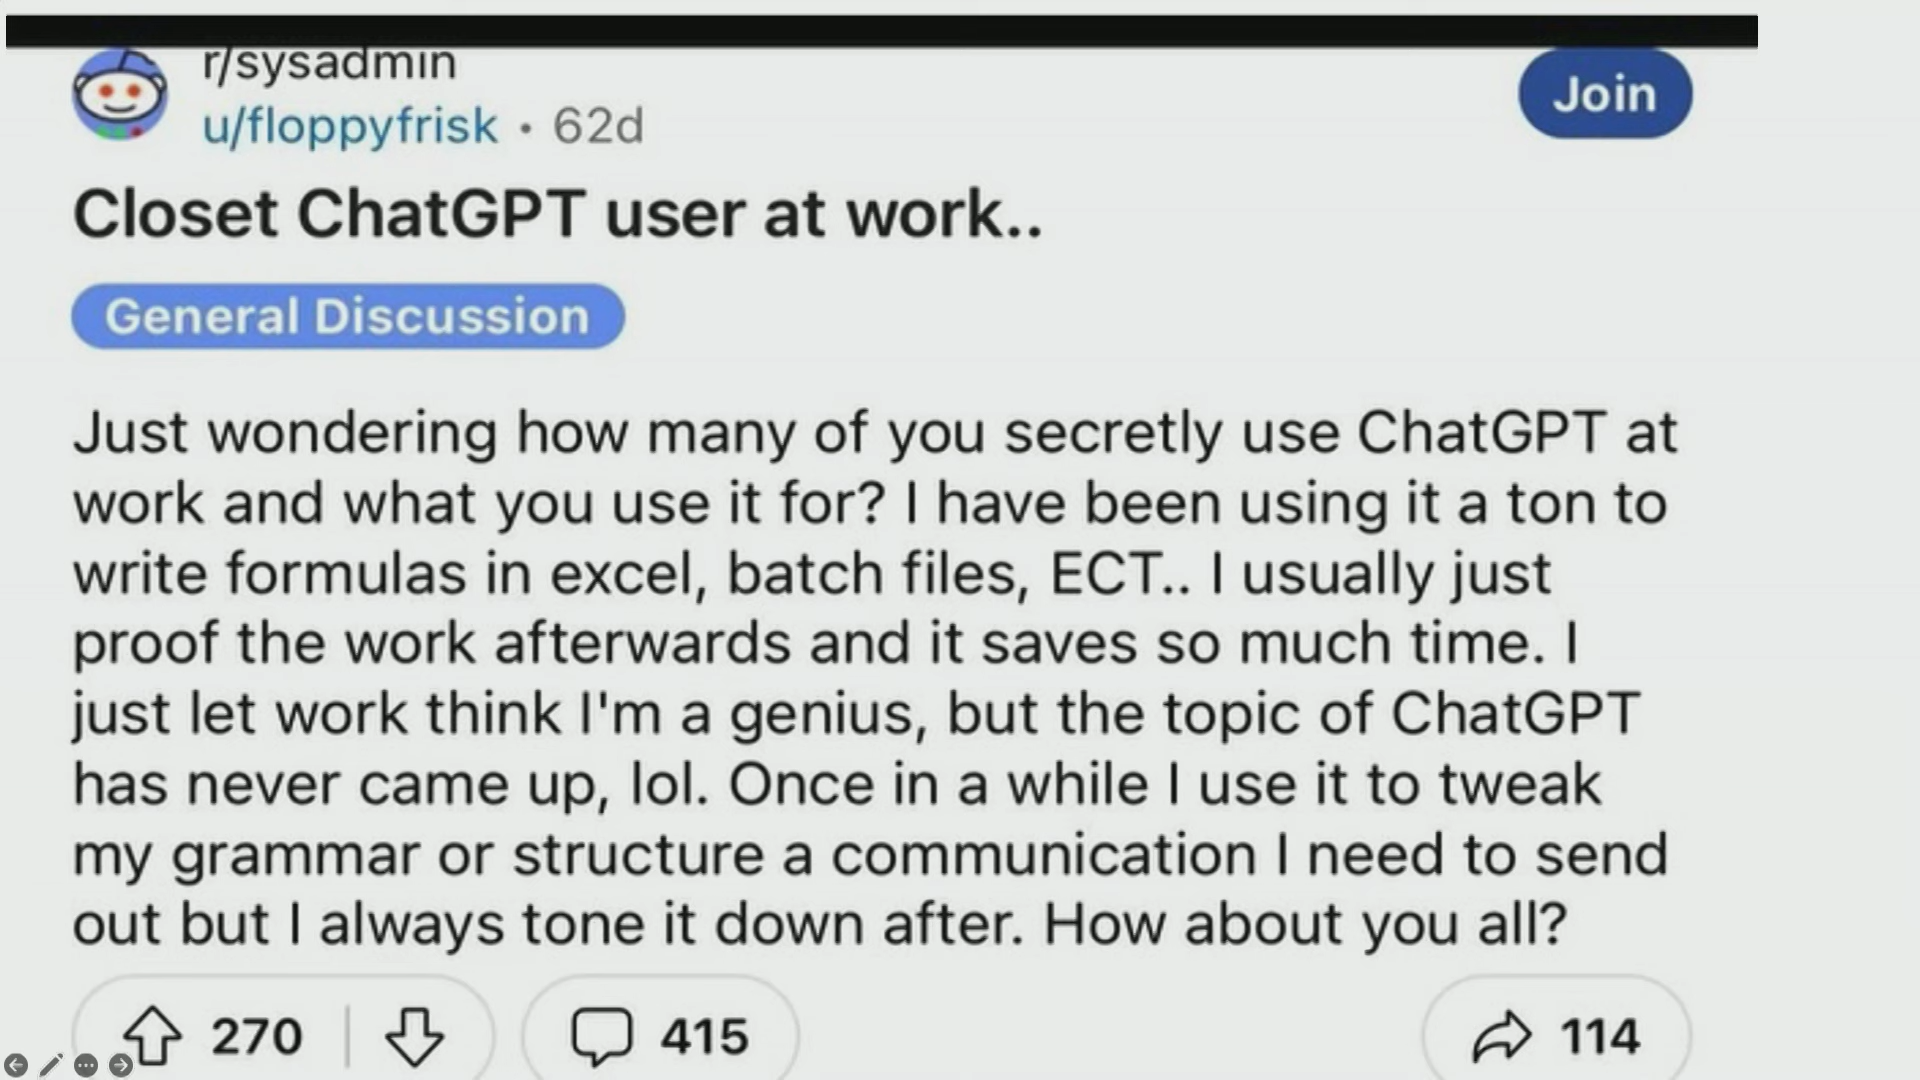 r/sysadmin
u/floppyfrisk • 62d
Join
Closet ChatGPT user at work..
General Discussion
Just wondering how many of you secretly use ChatGPT at
work and what you use it for? I have been using it a ton to
write formulas in excel, batch files, ECT.. I usually just
proof the work afterwards and it saves so much time. I
just let work think I'm a genius, but the topic of ChatGPT
has never came up, lol. Once in a while I use it to tweak
my grammar or structure a communication I need to send
out but I always tone it down after. How about you all?
270
415
114